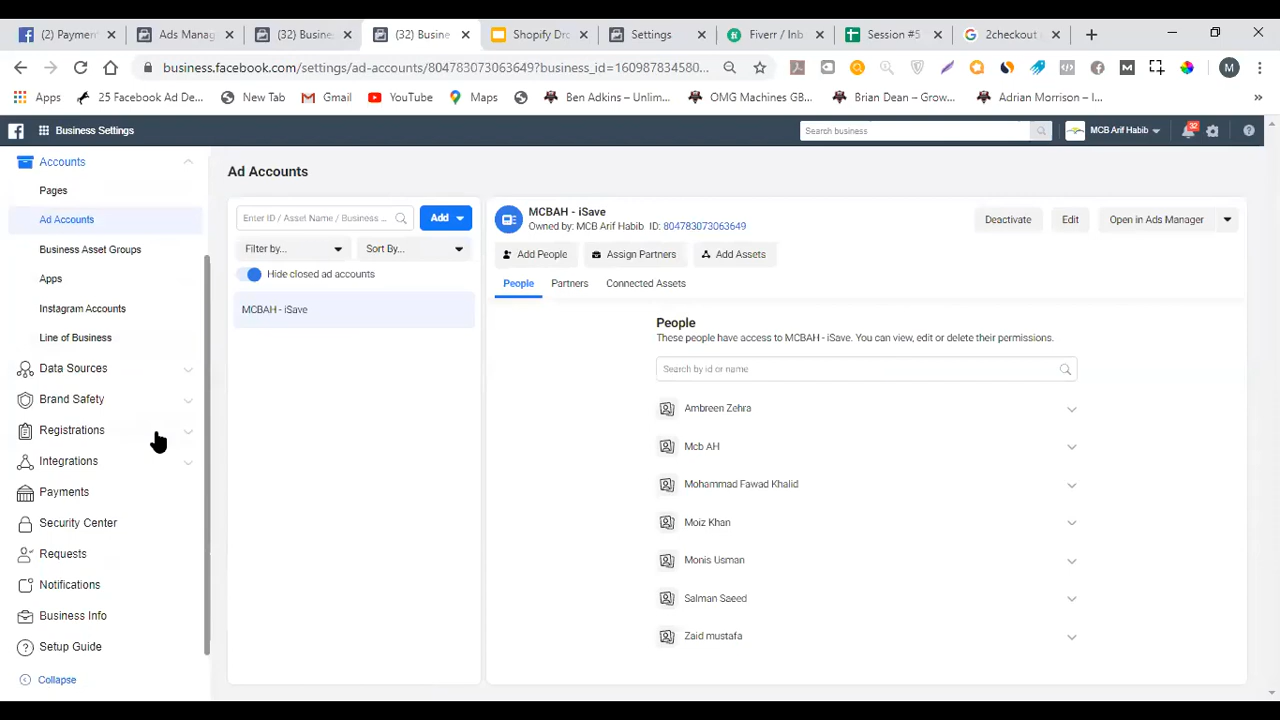 (2) Paymen
Ads Manag
(32) Busine
(32) Busine
Shopify Dro
Settings
Fiverr / Inb
Session #5
2checkout
business.facebook.com/settings/ad-accounts/804783073063649?business_id=160987834580...
M
Apps
25 Facebook Ad De...
New Tab
Gmail
YouTube
Maps
Ben Adkins – Unlim...
OMG Machines GB...
Brian Dean – Grow...
Adrian Morrison – I...
Business Settings
Search business
MCB Arif Habib
32
Accounts
Pages
Ad Accounts
Business Asset Groups
Apps
Instagram Accounts
Line of Business
Data Sources
Brand Safety
Registrations
Integrations
Payments
Security Center
Requests
Notifications
Business Info
Setup Guide
Collapse
Ad Accounts
Enter ID / Asset Name / Business ...
Add
Filter by...
Sort By...
Hide closed ad accounts
MCBAH - iSave
MCBAH - iSave
Owned by: MCB Arif Habib ID: 804783073063649
Deactivate
Edit
Open in Ads Manager
Add People
Assign Partners
Add Assets
People
Partners
Connected Assets
People
These people have access to MCBAH - iSave. You can view, edit or delete their permissions.
Search by id or name
Ambreen Zehra
Mcb AH
Mohammad Fawad Khalid
Moiz Khan
Monis Usman
Salman Saeed
Zaid mustafa